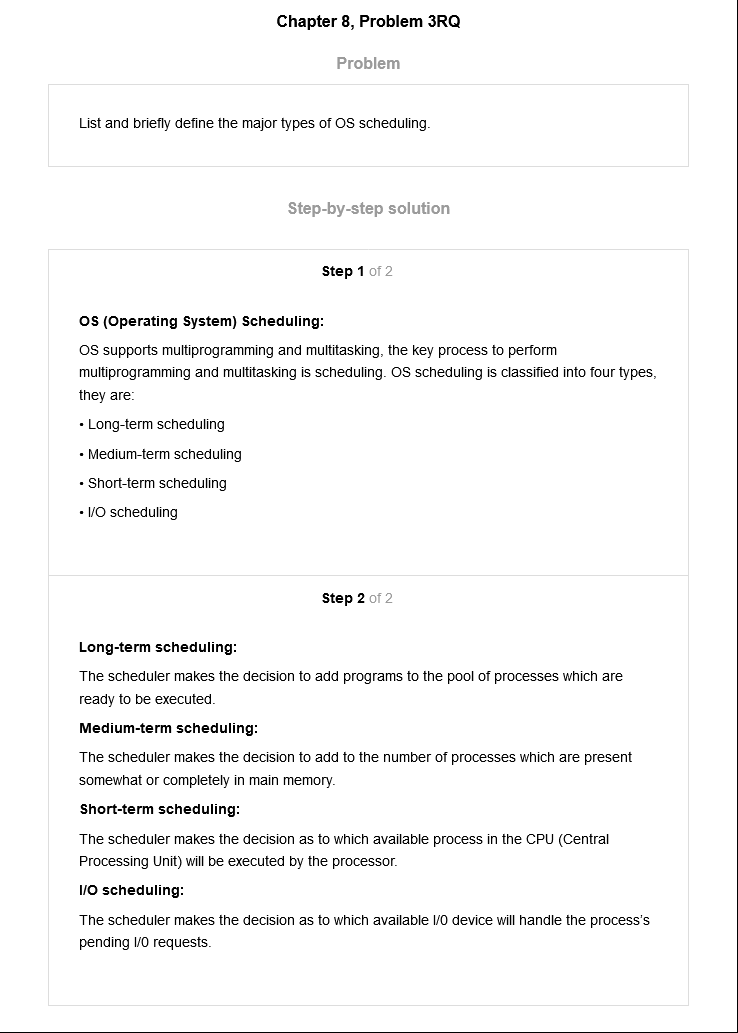 Chapter 8, Problem 3RQ
Problem
List and briefly define the major types of OS scheduling.
Step-by-step solution
Step 1 of 2
OS (Operating System) Scheduling:
OS supports multiprogramming and multitasking, the key process to perform
multiprogramming and multitasking is scheduling. OS scheduling is classified into four types,
they are:
• Long-term scheduling
• Medium-term scheduling
• Short-term scheduling
• I/O scheduling
Step 2 of 2
Long-term scheduling:
The scheduler makes the decision to add programs to the pool of processes which are
ready to be executed.
Medium-term scheduling:
The scheduler makes the decision to add to the number of processes which are present
somewhat or completely in main memory.
Short-term scheduling:
The scheduler makes the decision as to which available process in the CPU (Central
Processing Unit) will be executed by the processor.
I/O scheduling:
The scheduler makes the decision as to which available I/0 device will handle the process's
pending I/0 requests.